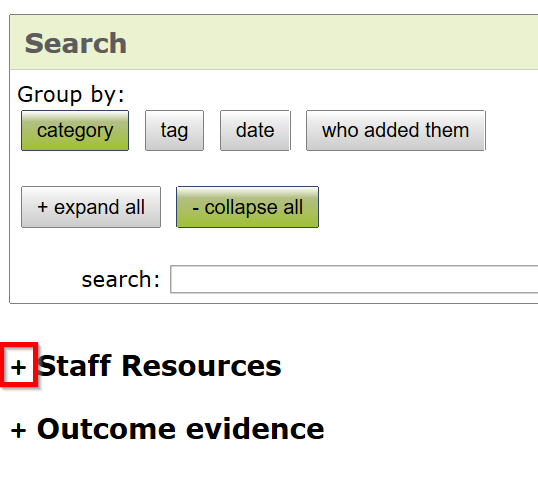 Search
Group by:
category tag date who added them
+ expand all - collapse all
search:
+ Staff Resources
+ Outcome evidence